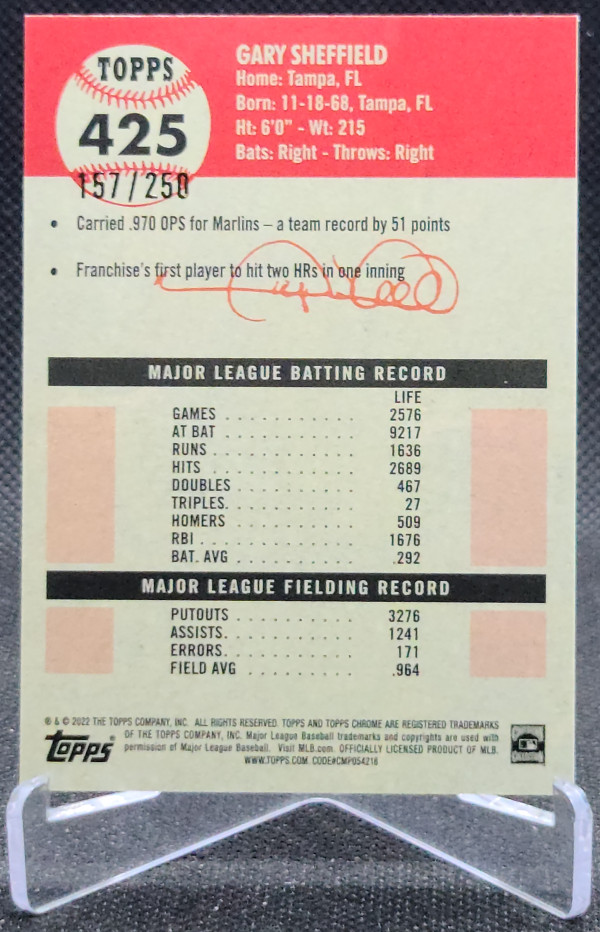 TOPPS
425
157/250
GARY SHEFFIELD
Home: Tampa, FL
Born: 11-18-68, Tampa, FL
Ht: 6'0" - Wt: 215
Bats: Right - Throws: Right
• Carried .970 OPS for Marlins – a team record by 51 points
• Franchise's first player to hit two HRs in one inning
MAJOR LEAGUE BATTING RECORD
LIFE
GAMES . . . . . . . . . . . 2576
AT BAT . . . . . . . . . . . 9217
RUNS . . . . . . . . . . . . 1636
HITS . . . . . . . . . . . . 2689
DOUBLES . . . . . . . . . . 467
TRIPLES. . . . . . . . . . . 27
HOMERS . . . . . . . . . . 509
RBI . . . . . . . . . . . . . 1676
BAT. AVG . . . . . . . . . . .292
MAJOR LEAGUE FIELDING RECORD
PUTOUTS . . . . . . . . . . 3276
ASSISTS. . . . . . . . . . . 1241
ERRORS. . . . . . . . . . . 171
FIELD AVG . . . . . . . . . .964
® & © 2022 THE TOPPS COMPANY, INC. ALL RIGHTS RESERVED. TOPPS AND TOPPS CHROME ARE REGISTERED TRADEMARKS
OF THE TOPPS COMPANY, INC. Major League Baseball trademarks and copyrights are used with
permission of Major League Baseball. Visit MLB.com. OFFICIALLY LICENSED PRODUCT OF MLB.
WWW.TOPPS.COM. CODE#CMP054216
Topps®